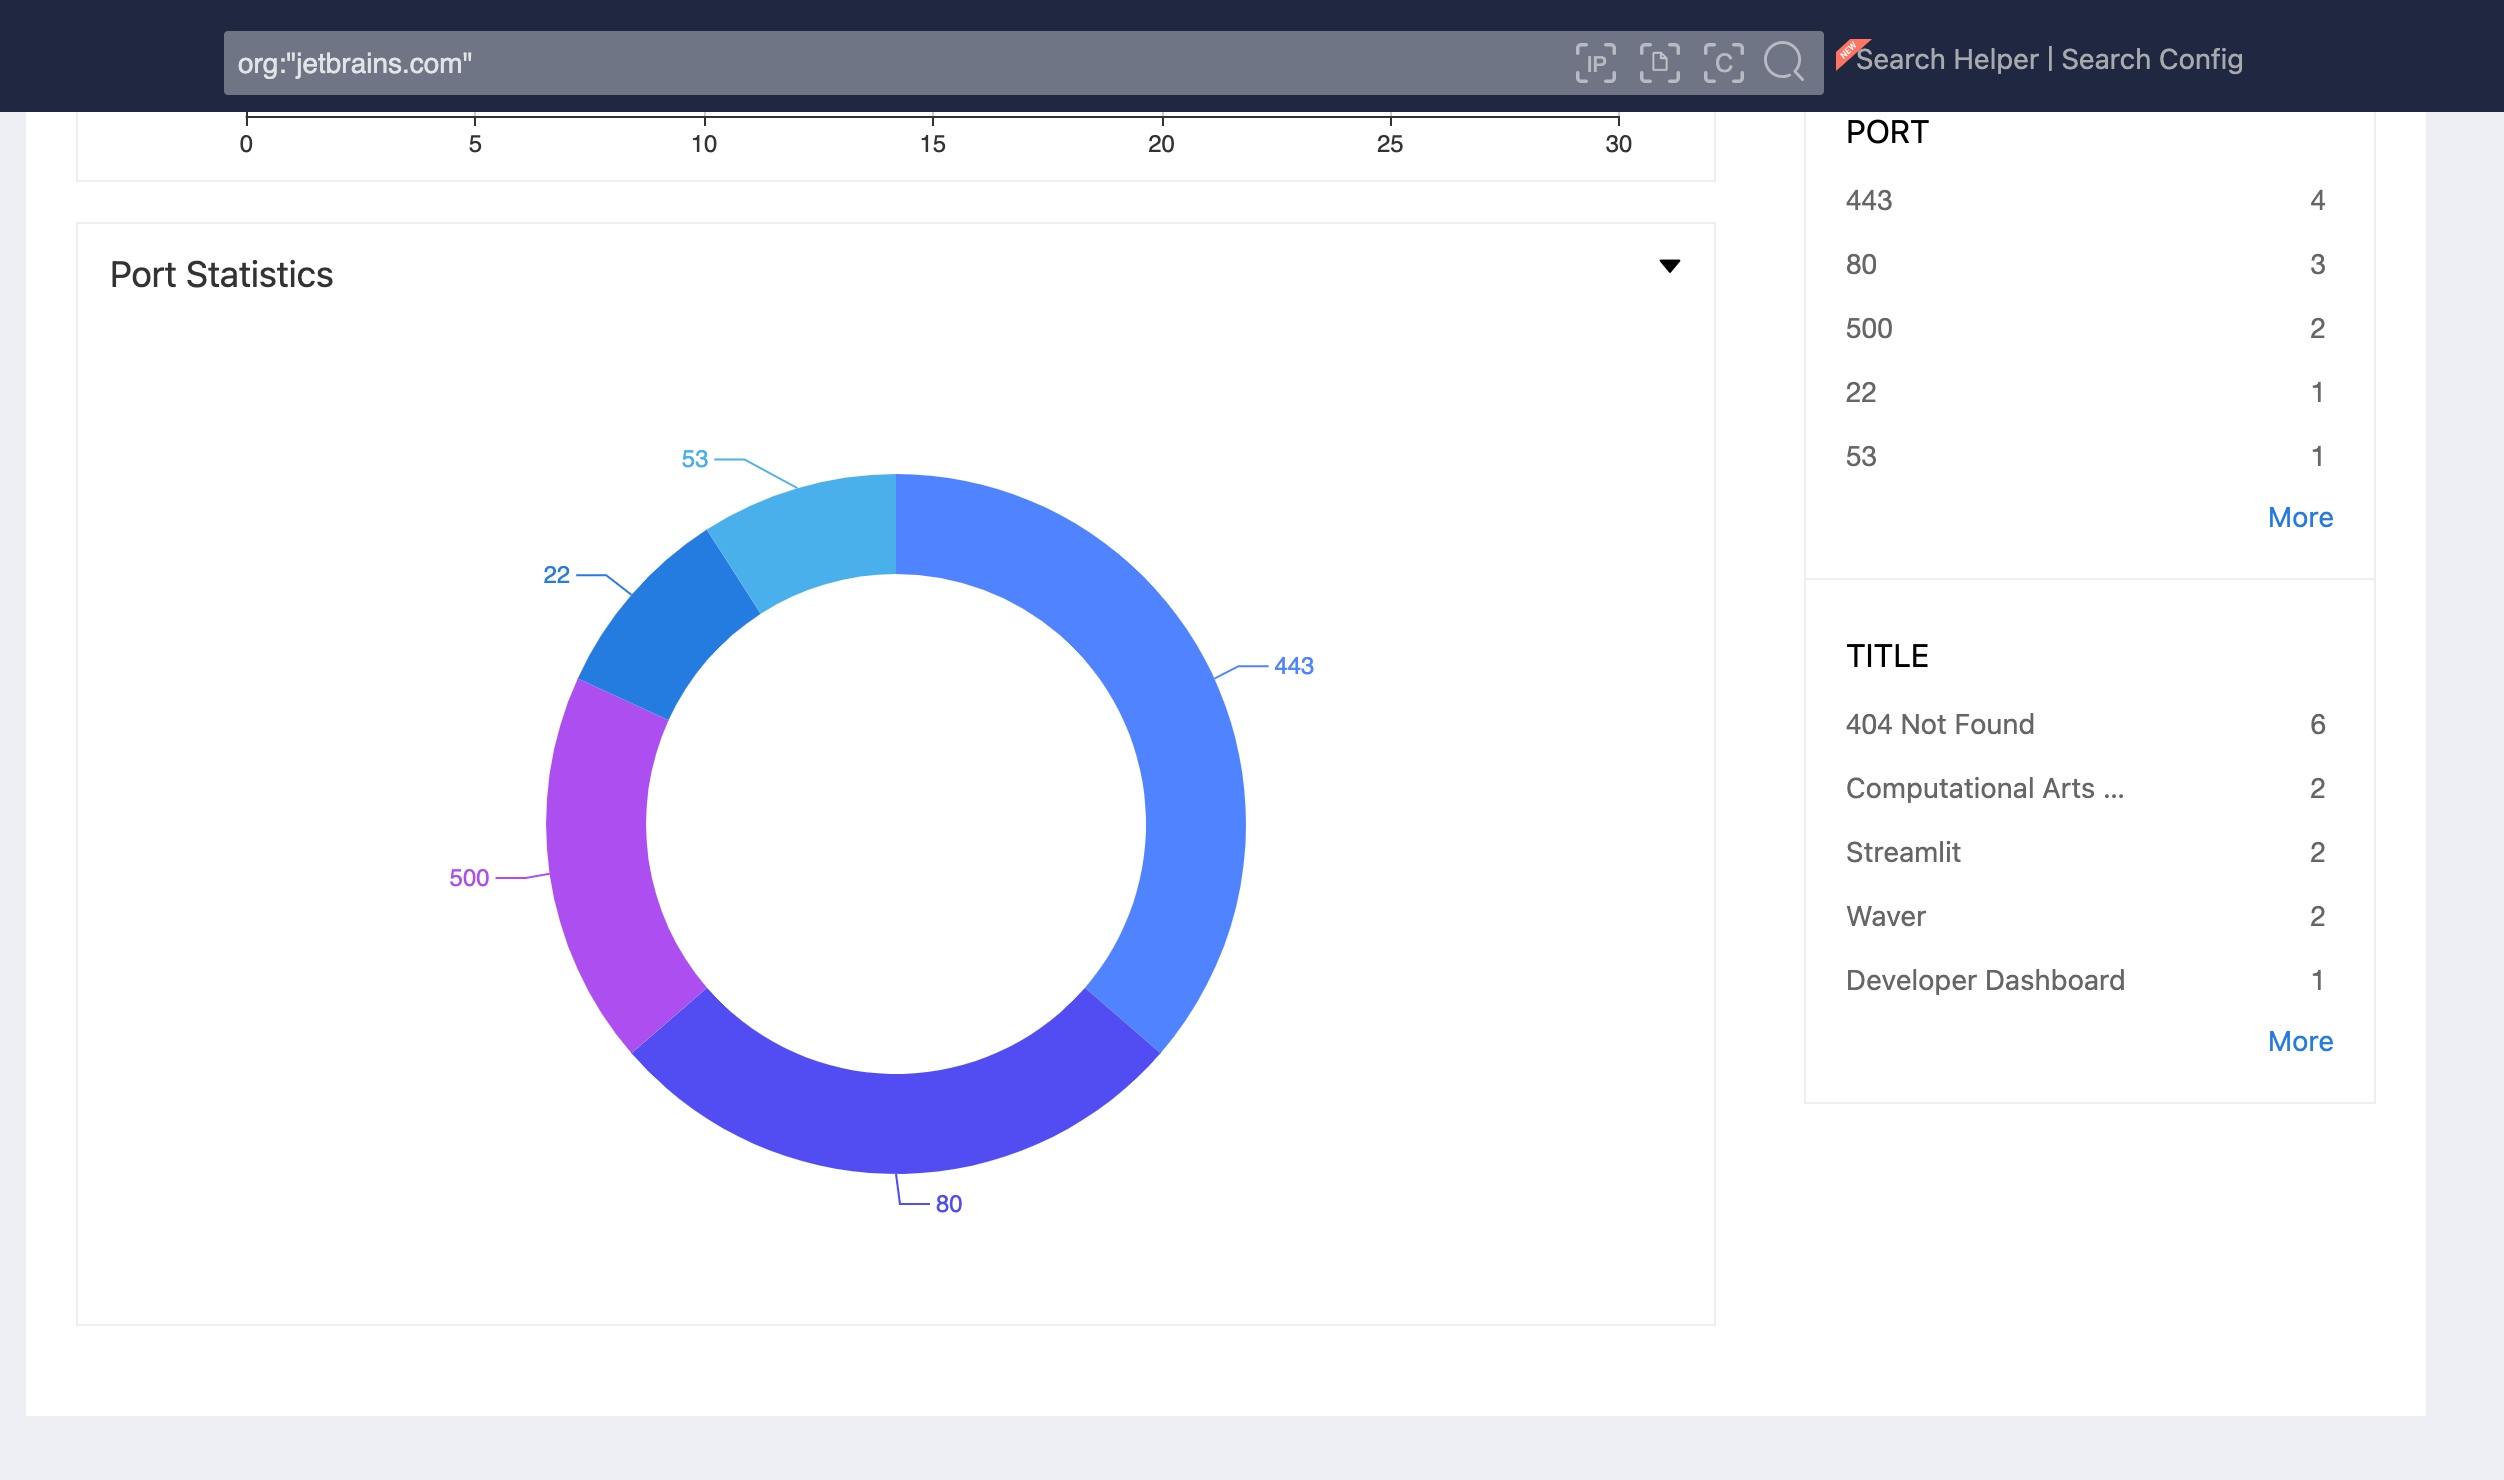 org:"jetbrains.com"
IP
C
NEW
Search Helper | Search Config
0 5 10 15 20 25 30
Port Statistics
53
22
443
500
80
PORT
443 4
80 3
500 2
22 1
53 1
More
TITLE
404 Not Found 6
Computational Arts ... 2
Streamlit 2
Waver 2
Developer Dashboard 1
More